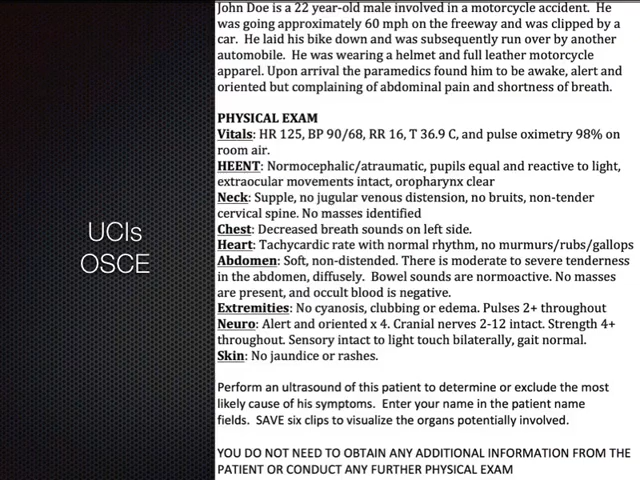 UCIs
OSCE
John Doe is a 22 year-old male involved in a motorcycle accident. He
was going approximately 60 mph on the freeway and was clipped by a
car. He laid his bike down and was subsequently run over by another
automobile. He was wearing a helmet and full leather motorcycle
apparel. Upon arrival the paramedics found him to be awake, alert and
oriented but complaining of abdominal pain and shortness of breath.
PHYSICAL EXAM
Vitals: HR 125, BP 90/68, RR 16, T 36.9 C, and pulse oximetry 98% on
room air.
HEENT: Normocephalic/atraumatic, pupils equal and reactive to light,
extraocular movements intact, oropharynx clear
Neck: Supple, no jugular venous distension, no bruits, non-tender
cervical spine. No masses identified
Chest: Decreased breath sounds on left side.
Heart: Tachycardic rate with normal rhythm, no murmurs/rubs/gallops
Abdomen: Soft, non-distended. There is moderate to severe tenderness
in the abdomen, diffusely. Bowel sounds are normoactive. No masses
are present, and occult blood is negative.
Extremities: No cyanosis, clubbing or edema. Pulses 2+ throughout
Neuro: Alert and oriented x 4. Cranial nerves 2-12 intact. Strength 4+
throughout. Sensory intact to light touch bilaterally, gait normal.
Skin: No jaundice or rashes.
Perform an ultrasound of this patient to determine or exclude the most
likely cause of his symptoms. Enter your name in the patient name
fields. SAVE six clips to visualize the organs potentially involved.
YOU DO NOT NEED TO OBTAIN ANY ADDITIONAL INFORMATION FROM THE
PATIENT OR CONDUCT ANY FURTHER PHYSICAL EXAM